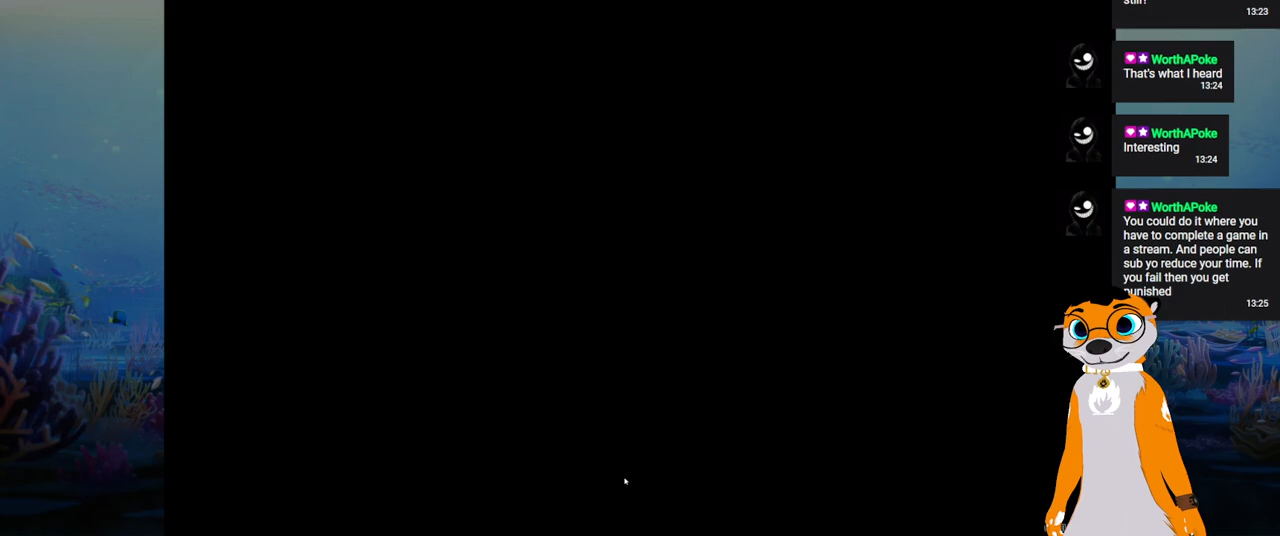 still?
13:23
WorthAPoke
That's what I heard
13:24
WorthAPoke
Interesting
13:24
WorthAPoke
You could do it where you
have to complete a game in
a stream. And people can
sub yo reduce your time. If
you fail then you get
punished
13:25